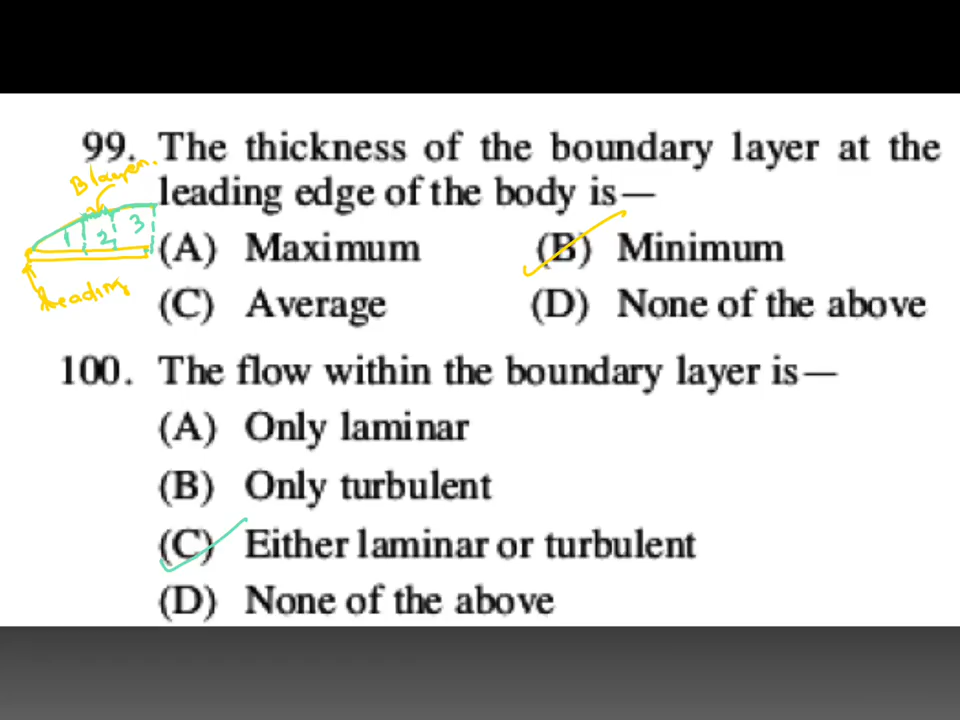 99. The thickness of the boundary layer at the
leading edge of the body is—
(A) Maximum (B) Minimum
(C) Average (D) None of the above
B layer.
1 2 3
Leading
100. The flow within the boundary layer is—
(A) Only laminar
(B) Only turbulent
(C) Either laminar or turbulent
(D) None of the above